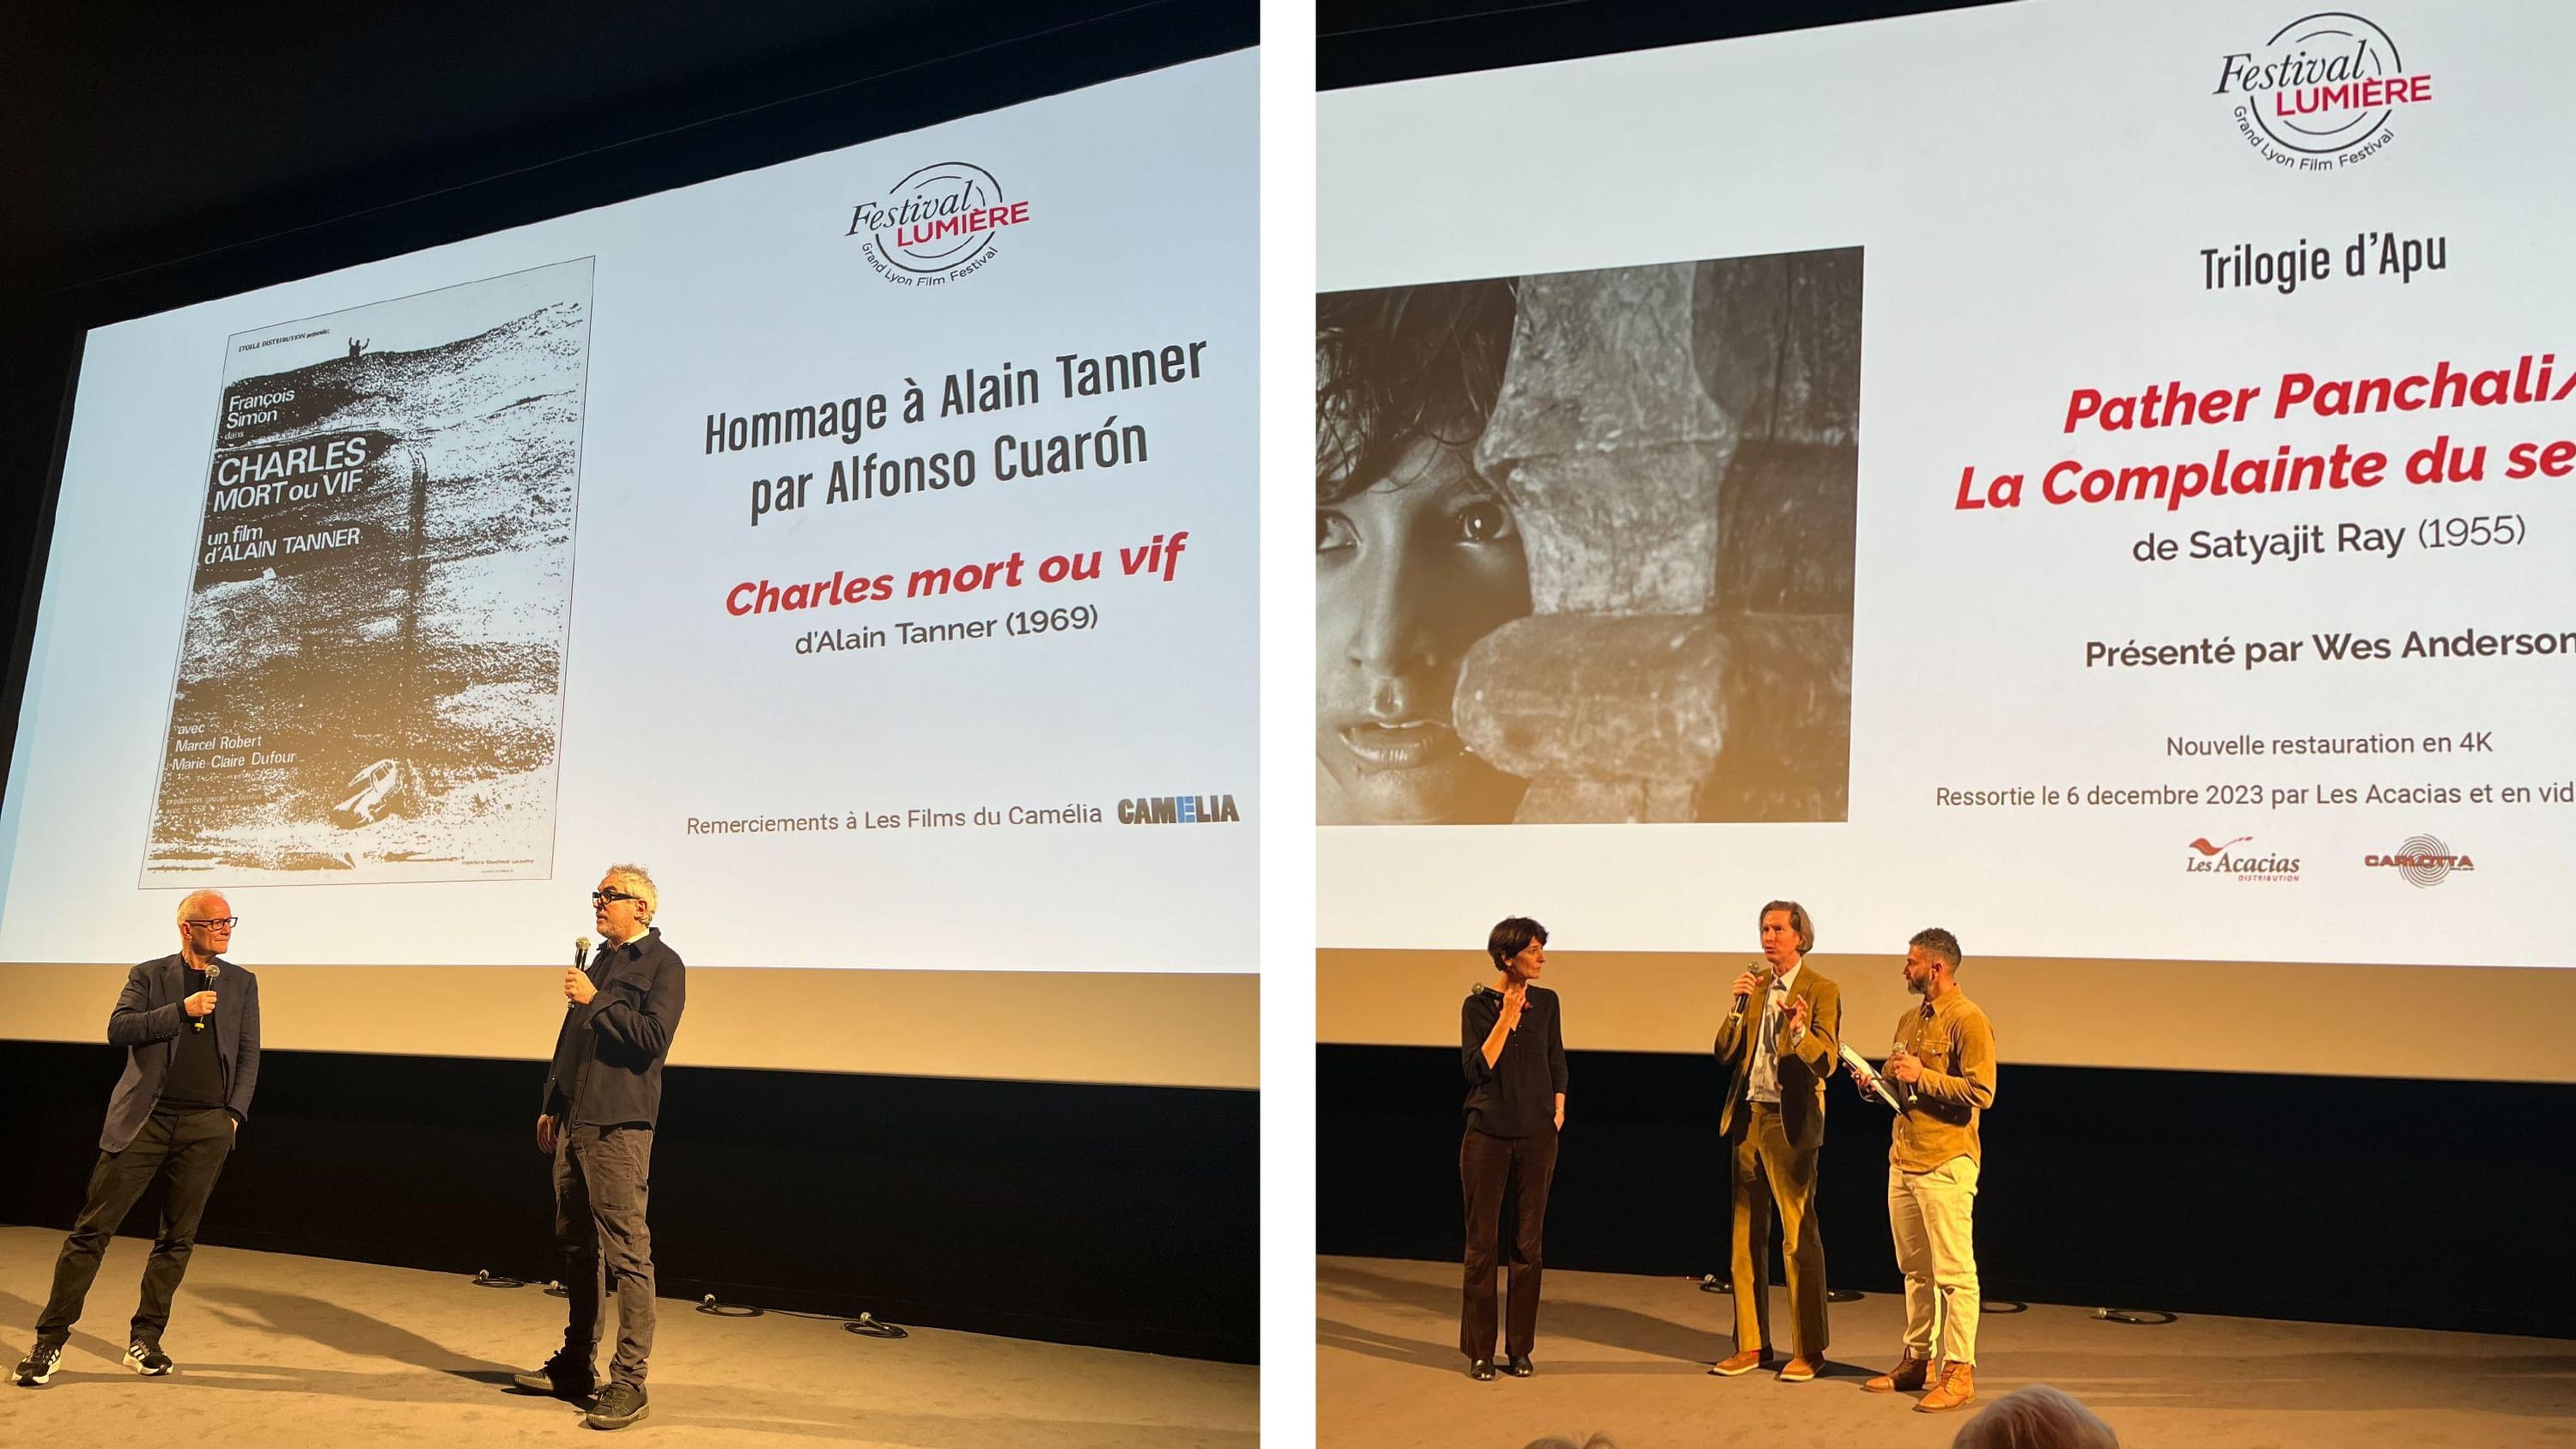 Festival
LUMIÈRE
Grand Lyon Film Festival
Hommage à Alain Tanner
par Alfonso Cuarón
Charles mort ou vif
d'Alain Tanner (1969)
Remerciements à Les Films du Camélia CAMELIA
ETOILE DISTRIBUTION présente:
François
Simon
dans
CHARLES
MORT ou VIF
un film
d'ALAIN TANNER
avec
Marcel Robert
Marie-Claire Dufour
Festival
LUMIÈRE
Grand Lyon Film Festival
Trilogie d'Apu
Pather Panchali/
La Complainte du se
de Satyajit Ray (1955)
Présenté par Wes Anderson
Nouvelle restauration en 4K
Ressortie le 6 decembre 2023 par Les Acacias et en vid
Les Acacias
DISTRIBUTION
CARLOTTA